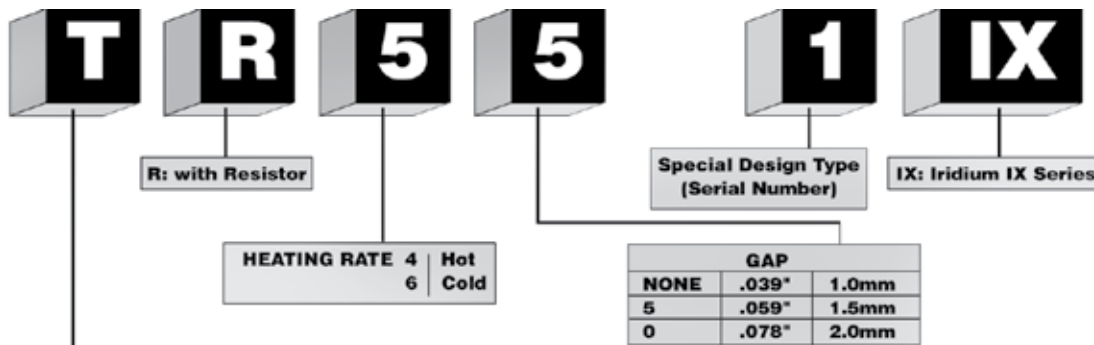 T R 5 5 1 IX
R: with Resistor
Special Design Type
(Serial Number)
IX: Iridium IX Series
HEATING RATE 4 Hot
6 Cold
GAP
NONE .039" 1.0mm
5 .059" 1.5mm
0 .078" 2.0mm